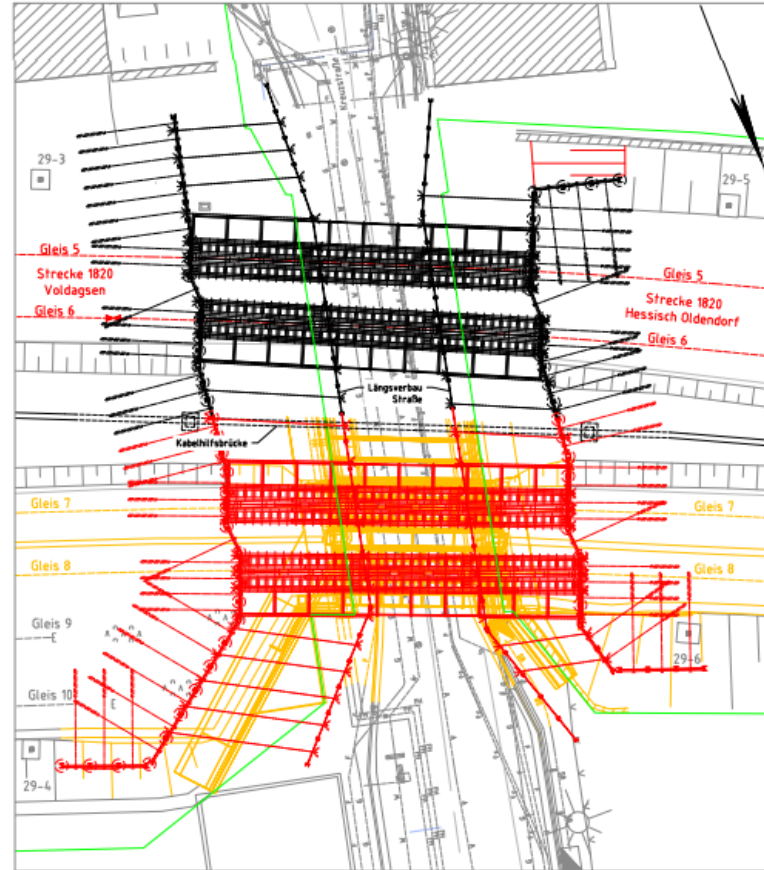 Kreuzstraße
29-3
29-5
Gleis 5
Strecke 1820
Voldagsen
Gleis 6
Gleis 5
Strecke 1820
Hessisch Oldendorf
Gleis 6
Längsverbau
Straße
Kabelhilfsbrücke
Gleis 7
Gleis 7
Gleis 8
Gleis 8
Gleis 9
E
29-6
Gleis 10
E
29-4